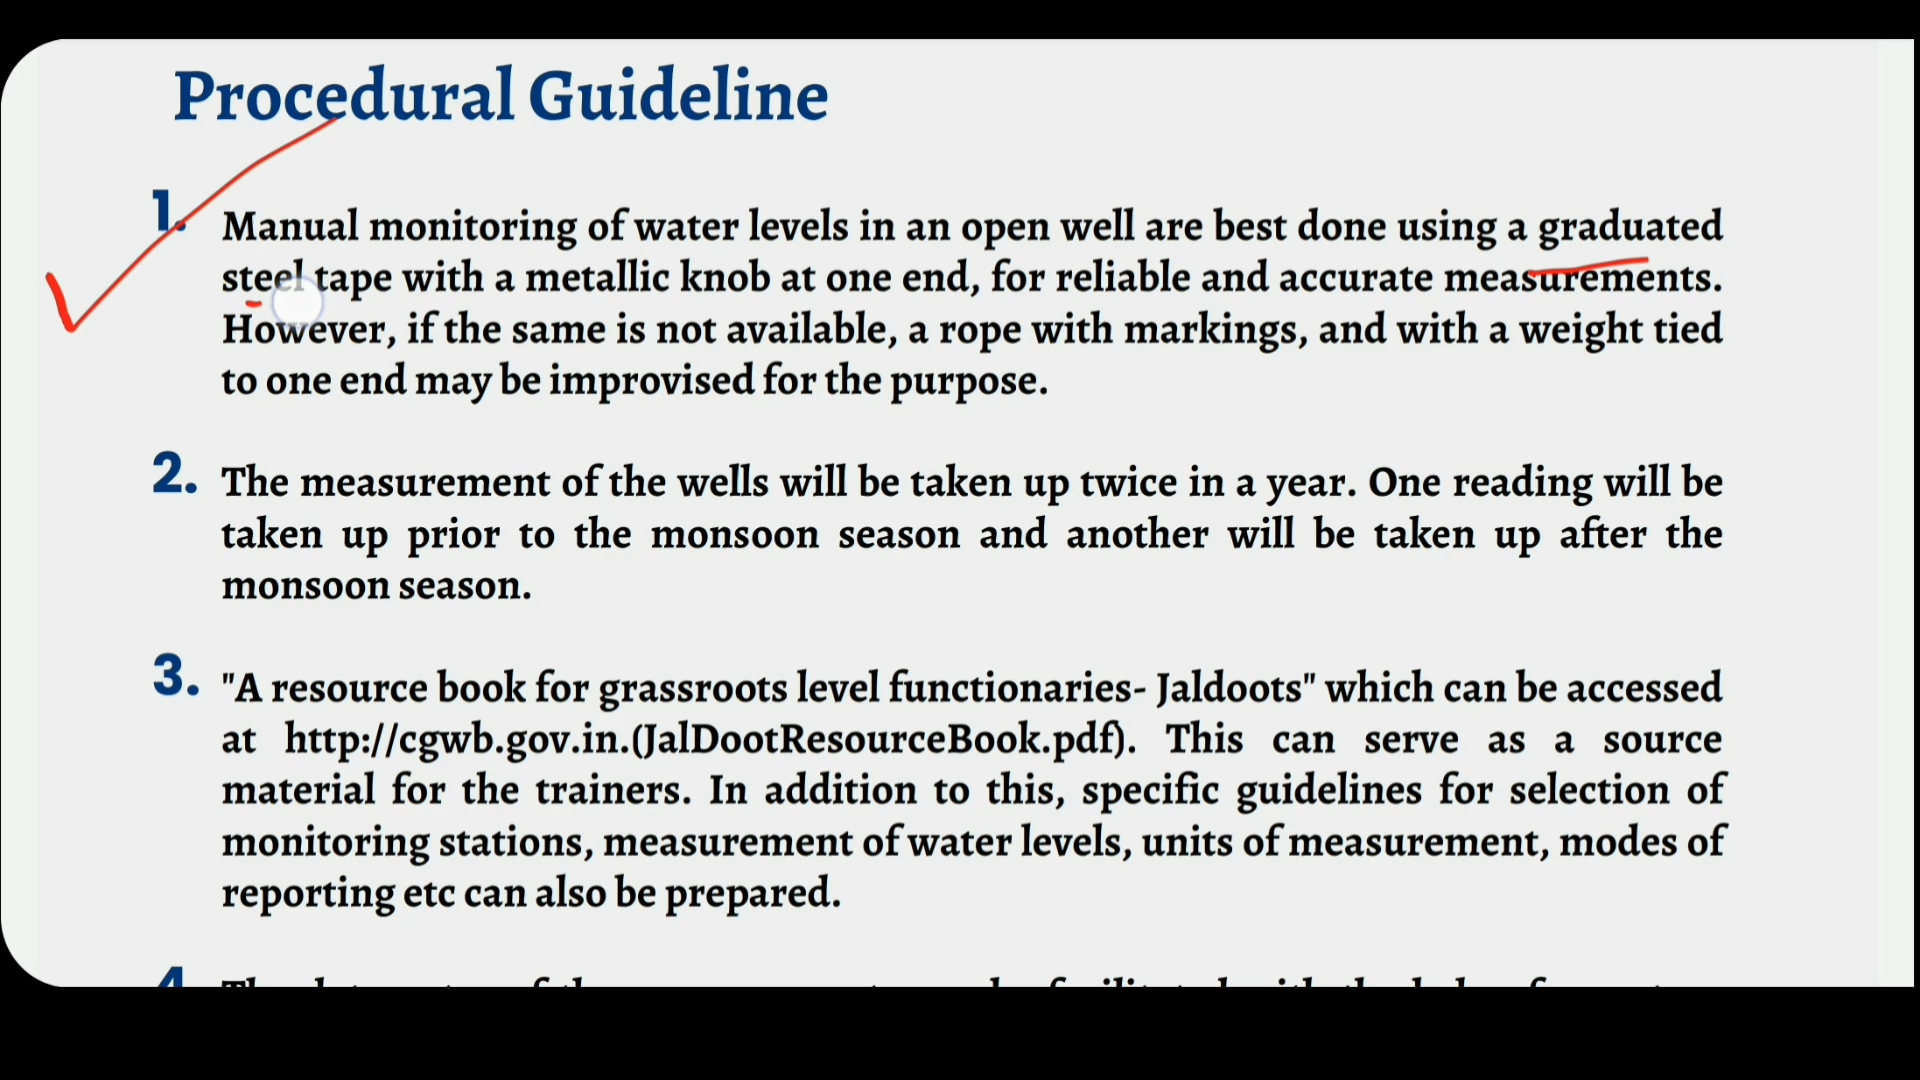 Procedural Guideline
1. Manual monitoring of water levels in an open well are best done using a graduated
steel tape with a metallic knob at one end, for reliable and accurate measurements.
However, if the same is not available, a rope with markings, and with a weight tied
to one end may be improvised for the purpose.
2. The measurement of the wells will be taken up twice in a year. One reading will be
taken up prior to the monsoon season and another will be taken up after the
monsoon season.
3. "A resource book for grassroots level functionaries- Jaldoots" which can be accessed
at http://cgwb.gov.in.(JalDootResourceBook.pdf). This can serve as a source
material for the trainers. In addition to this, specific guidelines for selection of
monitoring stations, measurement of water levels, units of measurement, modes of
reporting etc can also be prepared.